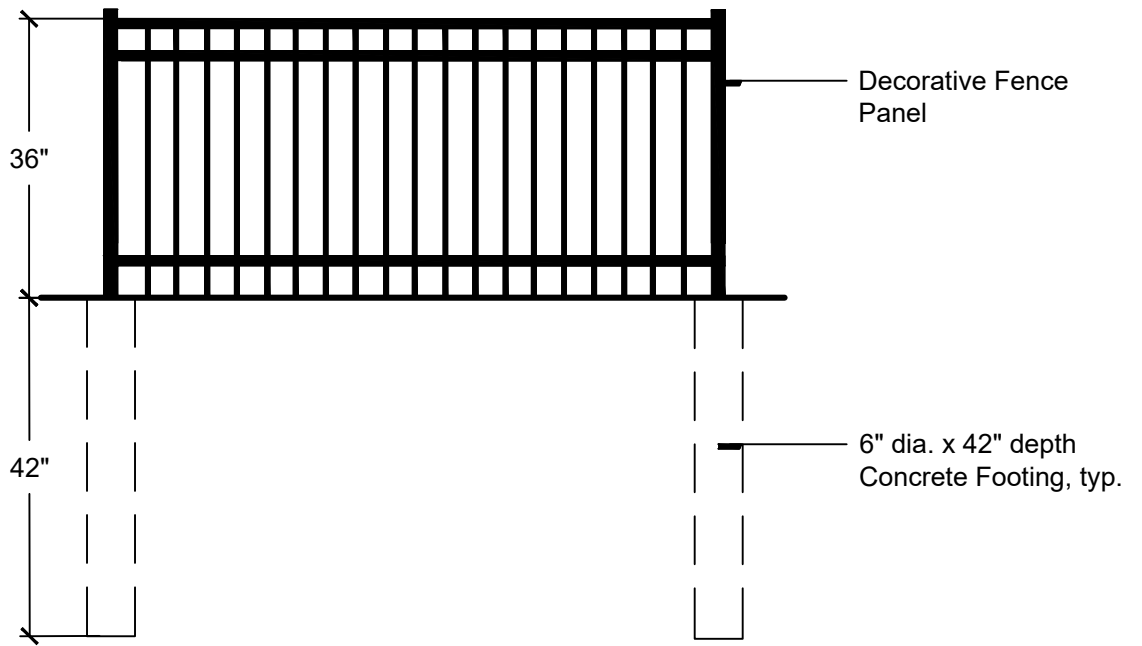 Decorative Fence
Panel
36"
6" dia. x 42" depth
42"
Concrete Footing, typ.